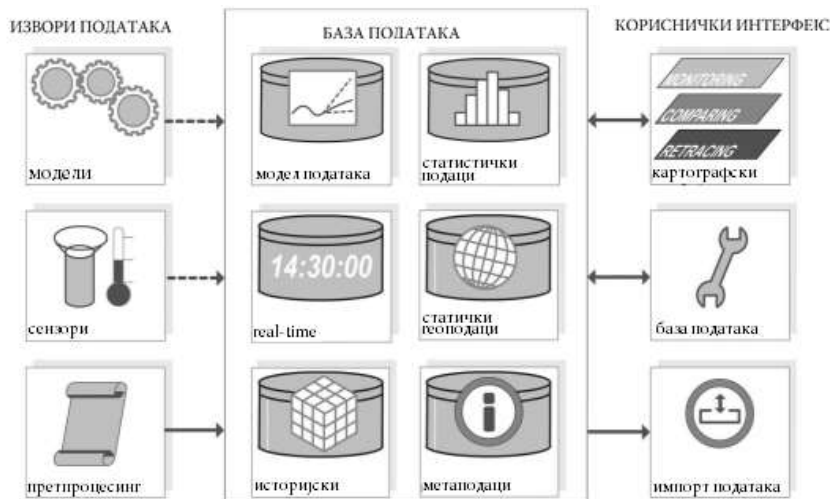 ИЗВОРИ ПОДАТАКА
БАЗА ПОДАТАКА
КОРИСНИЧКИ ИНТЕРФЕЈС
MONITORING
COMPARING
RETRACING
модели
модел података
статистички
подаци
картографски
14:30:00
сензори
real-time
статички
геоподаци
база података
претпроцесинг
историјски
метаподаци
импорт података